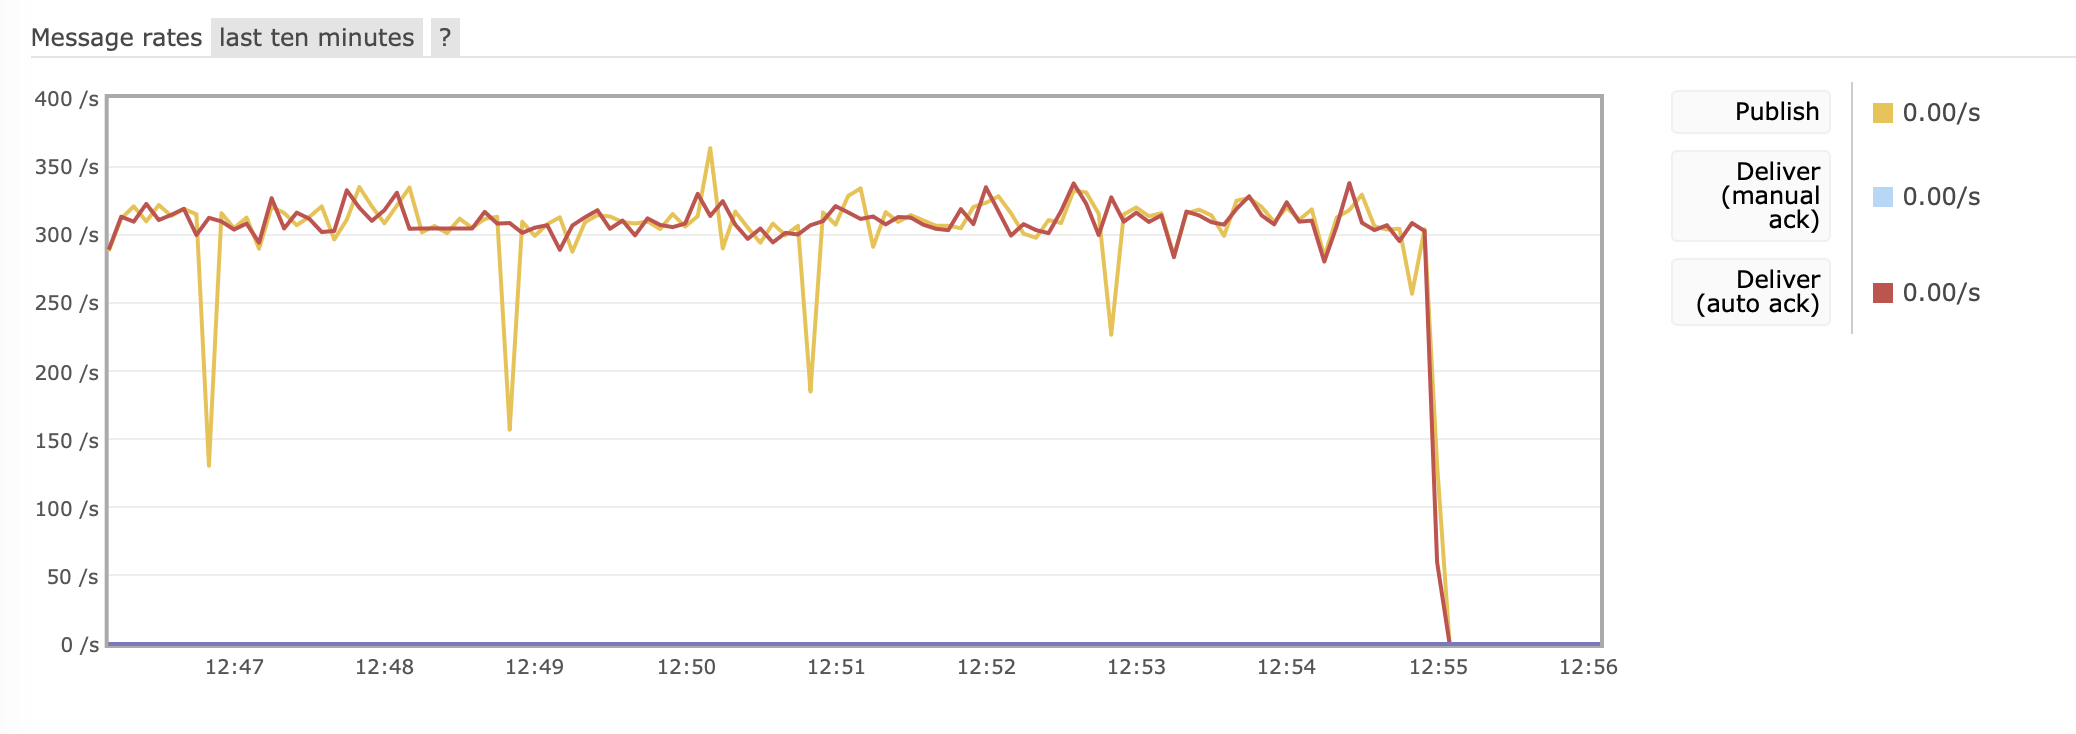 Message rates last ten minutes ?
400 /s
350 /s
300 /s
250 /s
200 /s
150 /s
100 /s
50 /s
0 /s
12:47 12:48 12:49 12:50 12:51 12:52 12:53 12:54 12:55 12:56
Publish 0.00/s
Deliver
(manual 0.00/s
ack)
Deliver
(auto ack) 0.00/s